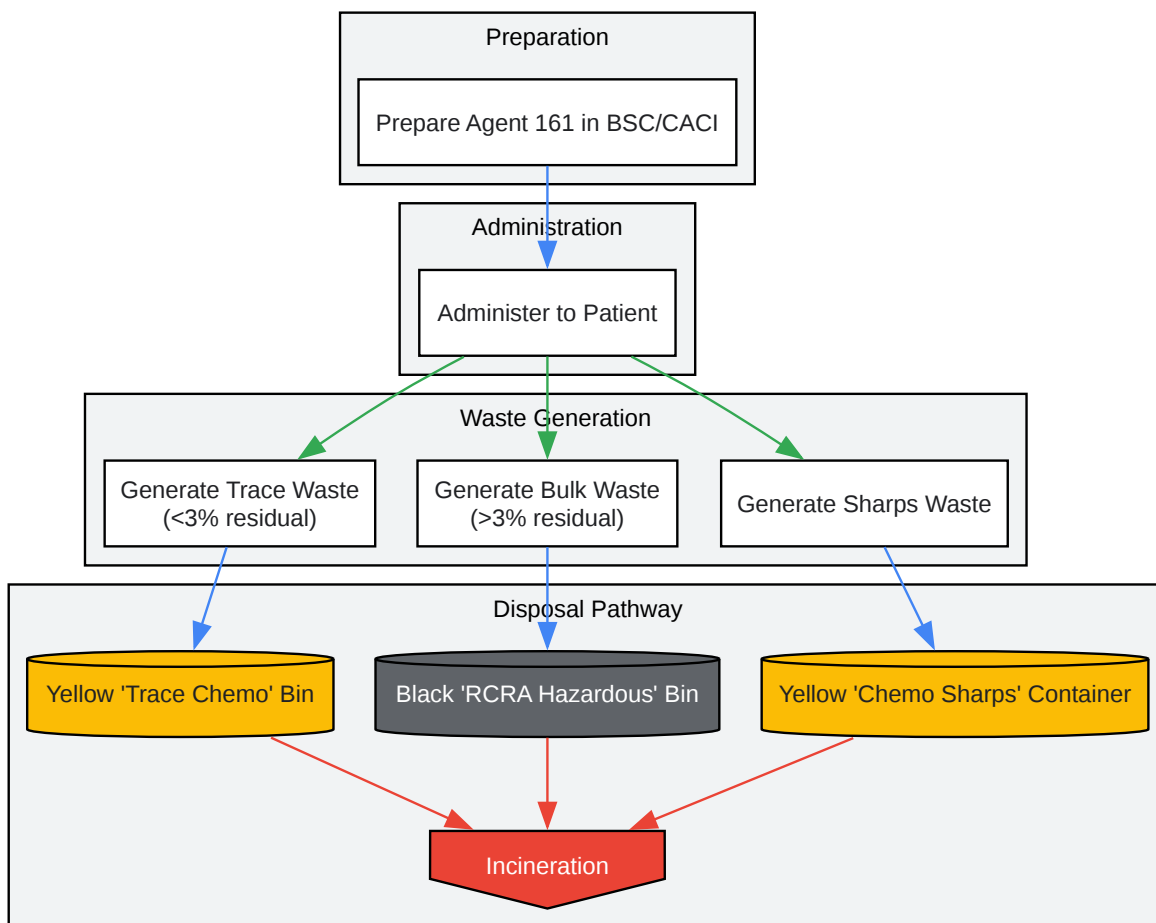 Preparation
Prepare Agent 161 in BSC/CACI
Administration
Administer to Patient
Waste Generation
Generate Trace Waste
(<3% residual)
Generate Bulk Waste
(>3% residual)
Generate Sharps Waste
Disposal Pathway
Yellow 'Trace Chemo' Bin
Black 'RCRA Hazardous' Bin
Yellow 'Chemo Sharps' Container
Incineration